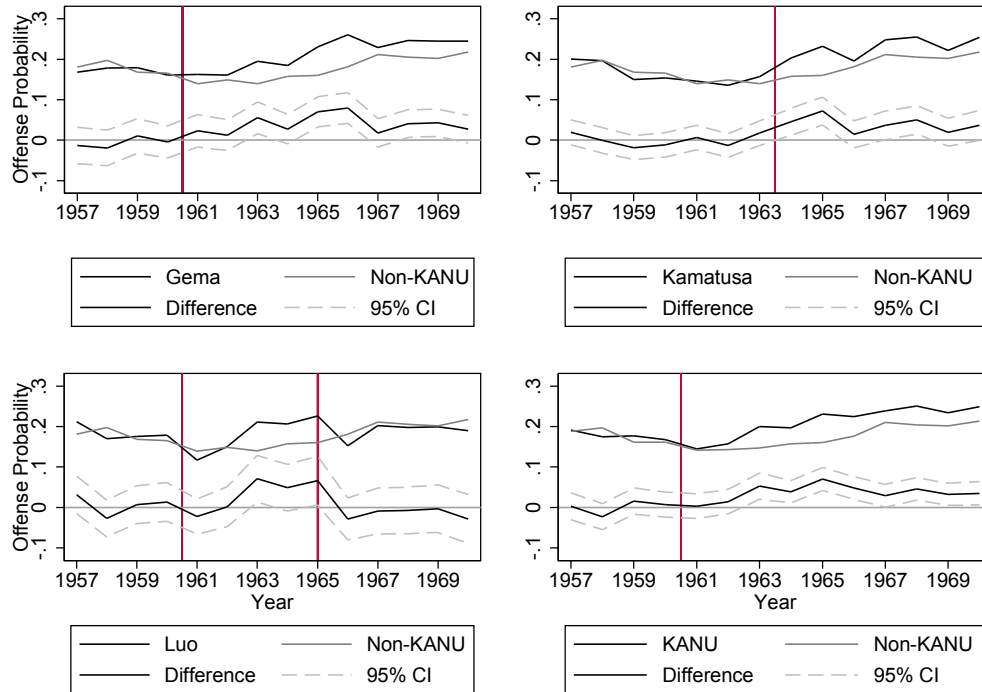 Offense Probability
.3
.2
.1
0
-.1
1957 1959 1961 1963 1965 1967 1969
Gema Non-KANU
Difference 95% CI
.3
.2
.1
0
-.1
1957 1959 1961 1963 1965 1967 1969
Kamatusa Non-KANU
Difference 95% CI
Offense Probability
.3
.2
.1
0
-.1
1957 1959 1961 1963 1965 1967 1969
Year
Luo Non-KANU
Difference 95% CI
.3
.2
.1
0
-.1
1957 1959 1961 1963 1965 1967 1969
Year
KANU Non-KANU
Difference 95% CI